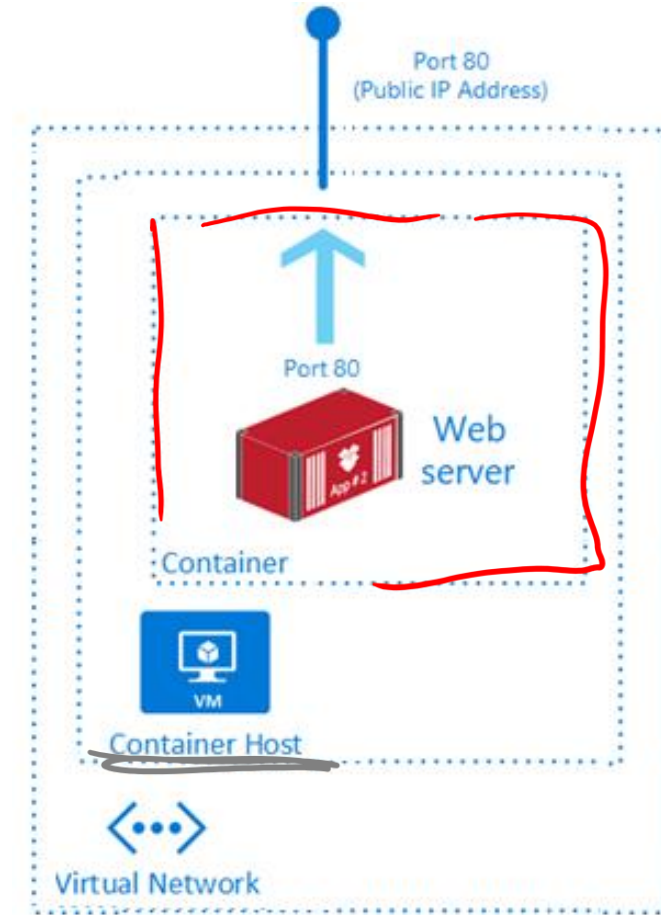 Port 80
(Public IP Address)
Port 80
Web
server
App # 2
Container
VM
Container Host
Virtual Network